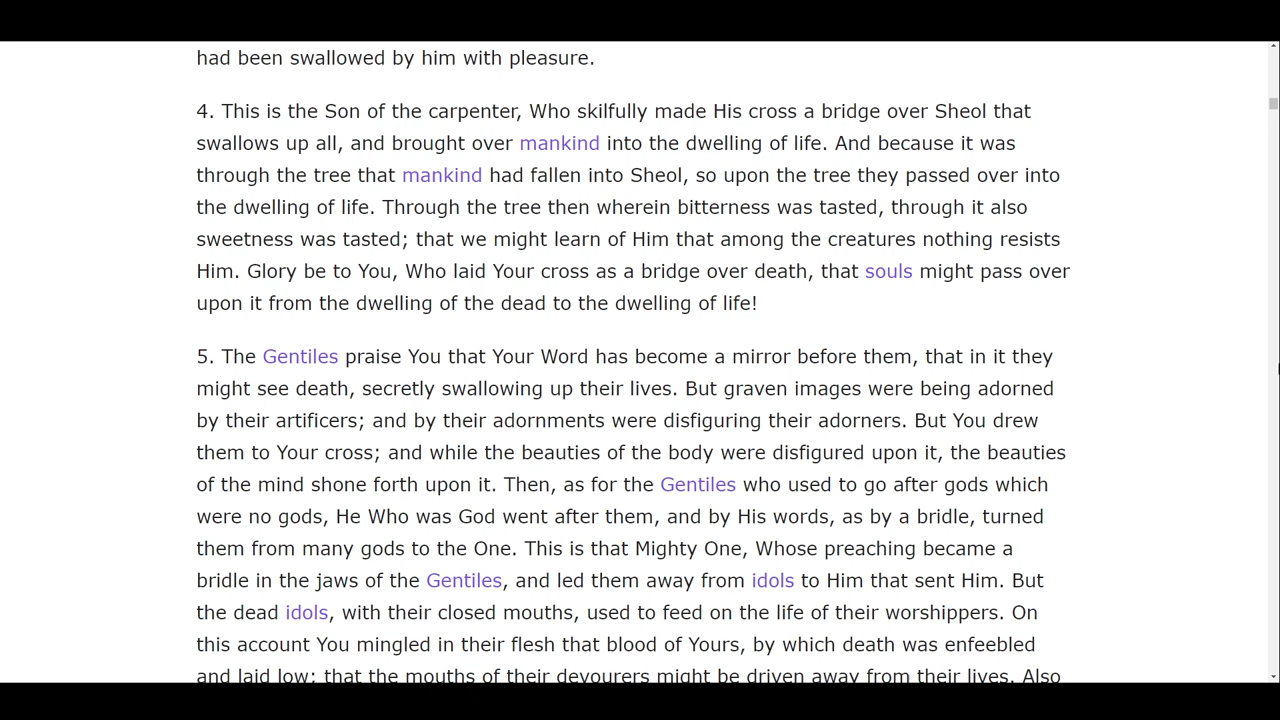 had been swallowed by him with pleasure.
4. This is the Son of the carpenter, Who skilfully made His cross a bridge over Sheol that
swallows up all, and brought over mankind into the dwelling of life. And because it was
through the tree that mankind had fallen into Sheol, so upon the tree they passed over into
the dwelling of life. Through the tree then wherein bitterness was tasted, through it also
sweetness was tasted; that we might learn of Him that among the creatures nothing resists
Him. Glory be to You, Who laid Your cross as a bridge over death, that souls might pass over
upon it from the dwelling of the dead to the dwelling of life!
5. The Gentiles praise You that Your Word has become a mirror before them, that in it they
might see death, secretly swallowing up their lives. But graven images were being adorned
by their artificers; and by their adornments were disfiguring their adorners. But You drew
them to Your cross; and while the beauties of the body were disfigured upon it, the beauties
of the mind shone forth upon it. Then, as for the Gentiles who used to go after gods which
were no gods, He Who was God went after them, and by His words, as by a bridle, turned
them from many gods to the One. This is that Mighty One, Whose preaching became a
bridle in the jaws of the Gentiles, and led them away from idols to Him that sent Him. But
the dead idols, with their closed mouths, used to feed on the life of their worshippers. On
this account You mingled in their flesh that blood of Yours, by which death was enfeebled
and laid low; that the mouths of their devourers might be driven away from their lives. Also